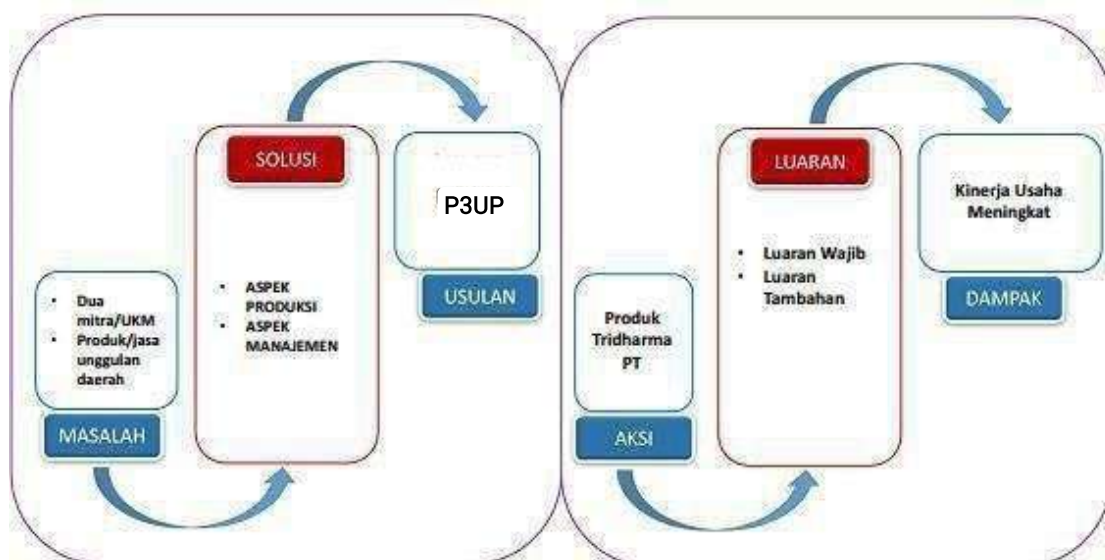 • Dua
mitra/UKM
• Produk/jasa
unggulan
daerah
MASALAH
SOLUSI
• ASPEK
PRODUKSI
• ASPEK
MANAJEMEN
P3UP
USULAN
Produk
Tridharma
PT
AKSI
LUARAN
• Luaran Wajib
• Luaran
Tambahan
Kinerja Usaha
Meningkat
DAMPAK